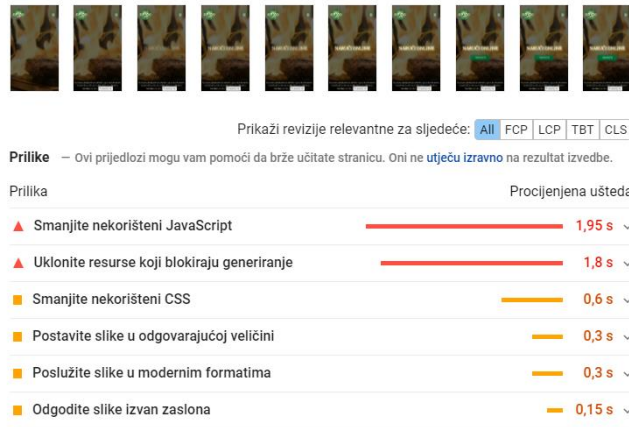 Prikaži revizije relevantne za sljedeće: All FCP LCP TBT CLS
Prilike — Ovi prijedlozi mogu vam pomoći da brže učitate stranicu. Oni ne utječu izravno na rezultat izvedbe.
Prilika Procijenjena ušteda
Smanjite nekorišteni JavaScript 1,95 s
Uklonite resurse koji blokiraju generiranje 1,8 s
Smanjite nekorišteni CSS 0,6 s
Postavite slike u odgovarajućoj veličini 0,3 s
Poslužite slike u modernim formatima 0,3 s
Odgodite slike izvan zaslona 0,15 s